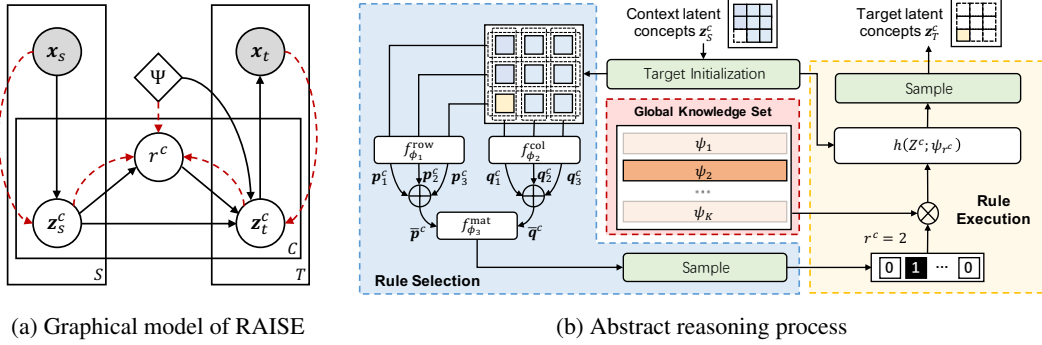 x_s
x_t
Ψ
r^c
z_s^c
z_t^c
C
S
T
(a) Graphical model of RAISE
Context latent
concepts z_S^c
Target latent
concepts z_T^c
Target Initialization
Sample
Global Knowledge Set
ψ_1
ψ_2
...
ψ_K
h(Z^c; ψ_{r^c})
f_{ϕ_1}^{row}
f_{ϕ_2}^{col}
p_1^c
p_2^c
p_3^c
q_1^c
q_2^c
q_3^c
f_{ϕ_3}^{mat}
p̅^c
q̅^c
Rule Selection
Sample
Rule
Execution
r^c = 2
0 1 ... 0
(b) Abstract reasoning process